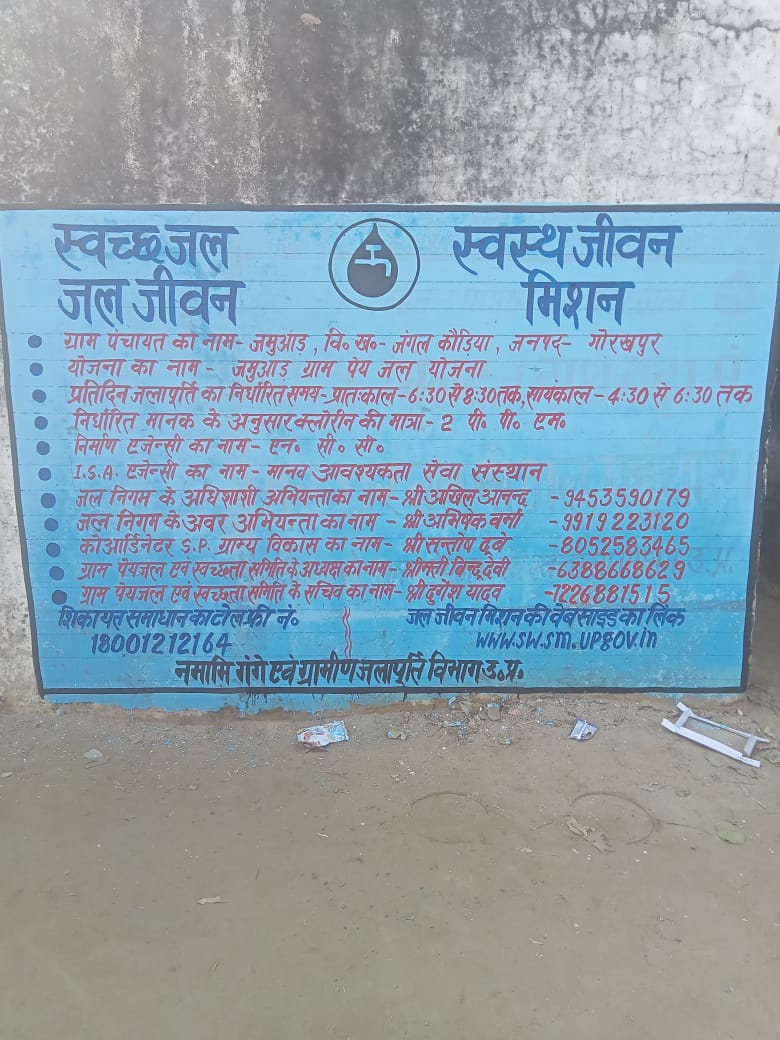 स्वच्छ जल स्वस्थ जीवन
जल जीवन मिशन
ग्राम पंचायत का नाम- जमुआड़, वि० ख०- जंगल कौड़िया, जनपद- गोरखपुर
योजना का नाम- जमुआड़ ग्राम पेय जल योजना
प्रतिदिन जलापूर्ति का निर्धारित समय-प्रातःकाल-6:30 से 8:30 तक, सायंकाल-4:30 से 6:30 तक
निर्धारित मानक के अनुसार क्लोरीन की मात्रा- 2 पी० पी० एम०
निर्माण एजेन्सी का नाम- एन० सी० सी०
I.S.A. एजेन्सी का नाम- मानव आवश्यकता सेवा संस्थान
जल निगम के अधिशाशी अभियन्ता का नाम-श्री अखिल आनन्द -9453590179
जल निगम के अवर अभियन्ता का नाम - श्री अभिषेक वर्मा -9919223120
कोआर्डिनेटर S.P. ग्राम्य विकास का नाम-श्री सन्तोष दूबे -8052583465
ग्राम पेयजल एवं स्वच्छता समिति के अध्यक्ष का नाम-श्रीमती बिन्दू देवी -6388668629
ग्राम पेयजल एवं स्वच्छता समिति के सचिव का नाम-श्री दुर्गेश यादव -7226881515
शिकायत समाधान का टोल फ्री नं० जल जीवन मिशन की वेबसाइड का लिंक
18001212164 www.sw.sm.upgov.in
नमामि गंगे एवं ग्रामीण जलापूर्ति विभाग उ.प्र.